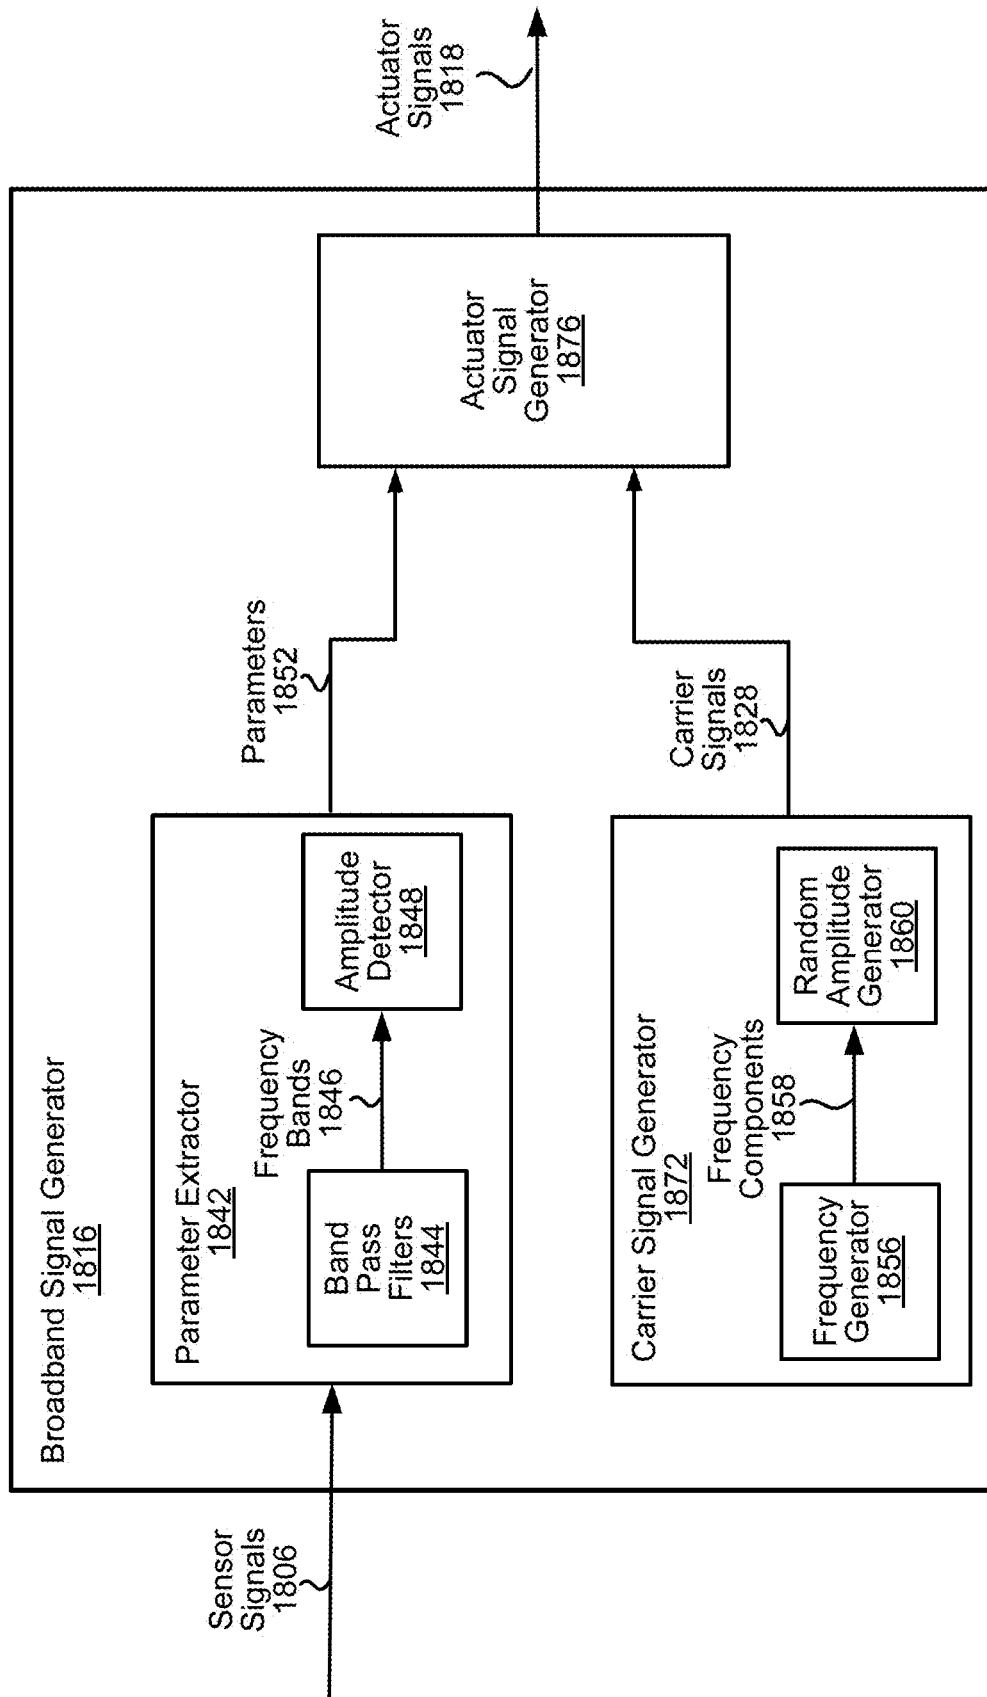 Broadband Signal Generator
1816
Sensor
Signals
1806
Parameter Extractor
1842
Band
Pass
Filters
1844
Frequency
Bands
1846
Amplitude
Detector
1848
Parameters
1852
Carrier Signal Generator
1872
Frequency
Generator
1856
Frequency
Components
1858
Random
Amplitude
Generator
1860
Carrier
Signals
1828
Actuator
Signal
Generator
1876
Actuator
Signals
1818